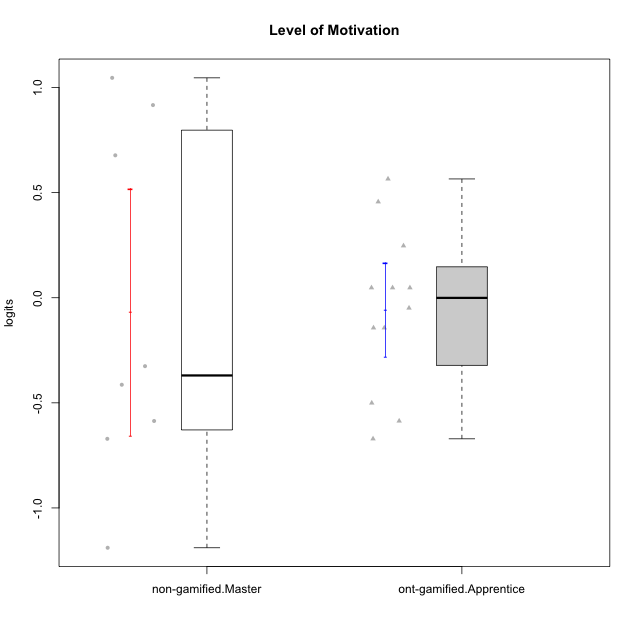 Level of Motivation
logits
1.0
0.5
0.0
-0.5
-1.0
non-gamified.Master
ont-gamified.Apprentice